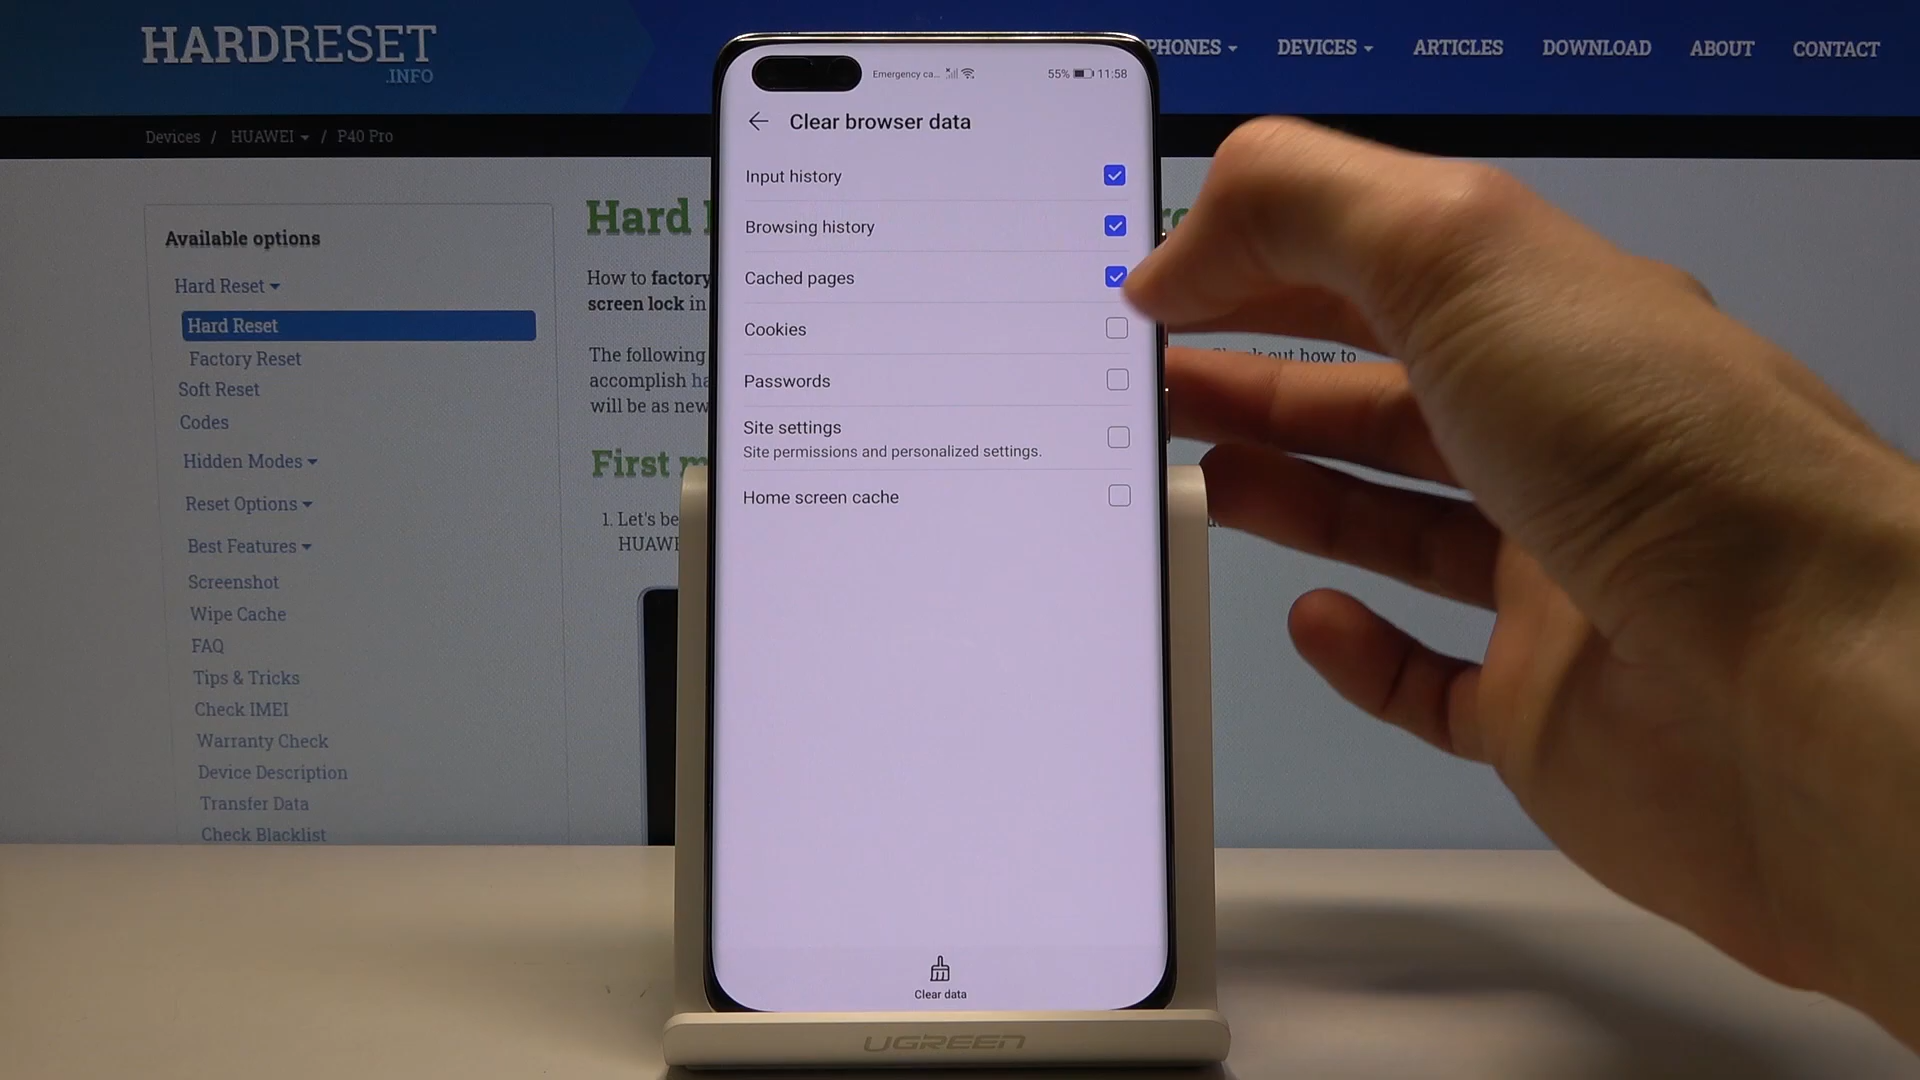 HARDRESET
.INFO
PHONES
DEVICES
ARTICLES
DOWNLOAD
ABOUT
CONTACT
Devices / HUAWEI / P40 Pro
Available options
Hard Reset
Hard Reset
Factory Reset
Soft Reset
Codes
Hidden Modes
Reset Options
Best Features
Screenshot
Wipe Cache
FAQ
Tips & Tricks
Check IMEI
Warranty Check
Device Description
Transfer Data
Check Blacklist
Hard
How to factory
screen lock in
The following
Check out how to
accomplish
will be as new
First
1. Let's be
Emergency ca...
55% 11:58
Clear browser data
Input history
Browsing history
Cached pages
Cookies
Passwords
Site settings
Site permissions and personalized settings.
Home screen cache
Clear data
UGREEN